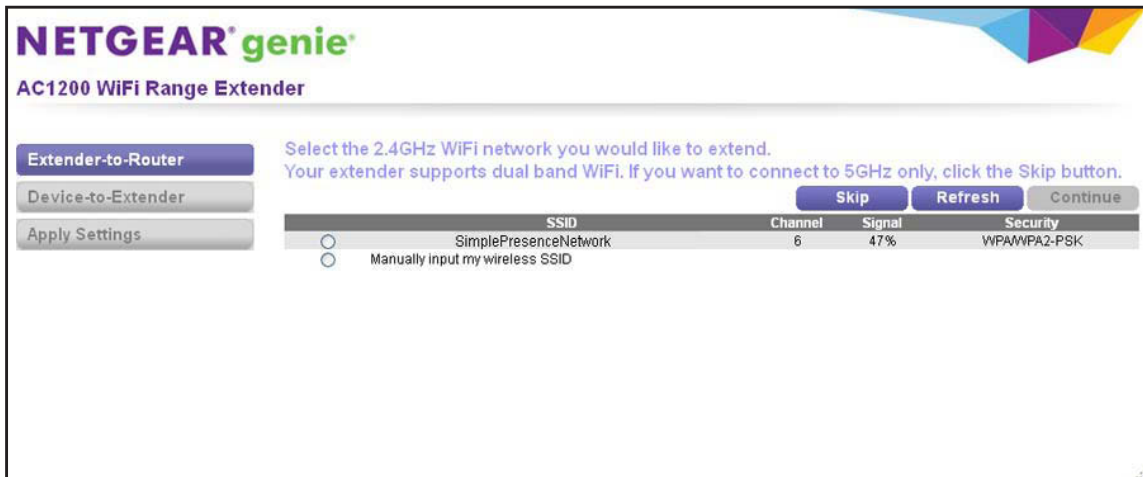 NETGEAR® genie®
AC1200 WiFi Range Extender
Extender-to-Router
Device-to-Extender
Apply Settings
Select the 2.4GHz WiFi network you would like to extend.
Your extender supports dual band WiFi. If you want to connect to 5GHz only, click the Skip button.
Skip Refresh Continue
SSID Channel Signal Security
SimplePresenceNetwork 6 47% WPA/WPA2-PSK
Manually input my wireless SSID